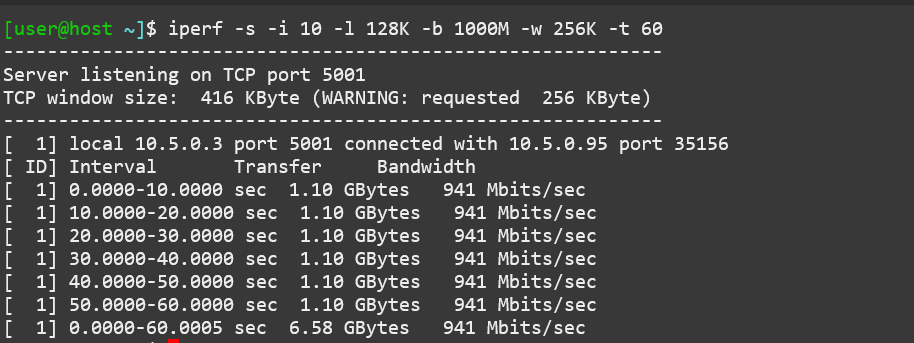 [user@host ~]$ iperf -s -i 10 -l 128K -b 1000M -w 256K -t 60
------------------------------------------------------------
Server listening on TCP port 5001
TCP window size:  416 KByte (WARNING: requested  256 KByte)
------------------------------------------------------------
[  1] local 10.5.0.3 port 5001 connected with 10.5.0.95 port 35156
[ ID] Interval       Transfer     Bandwidth
[  1] 0.0000-10.0000 sec  1.10 GBytes   941 Mbits/sec
[  1] 10.0000-20.0000 sec  1.10 GBytes   941 Mbits/sec
[  1] 20.0000-30.0000 sec  1.10 GBytes   941 Mbits/sec
[  1] 30.0000-40.0000 sec  1.10 GBytes   941 Mbits/sec
[  1] 40.0000-50.0000 sec  1.10 GBytes   941 Mbits/sec
[  1] 50.0000-60.0000 sec  1.10 GBytes   941 Mbits/sec
[  1] 0.0000-60.0005 sec  6.58 GBytes   941 Mbits/sec